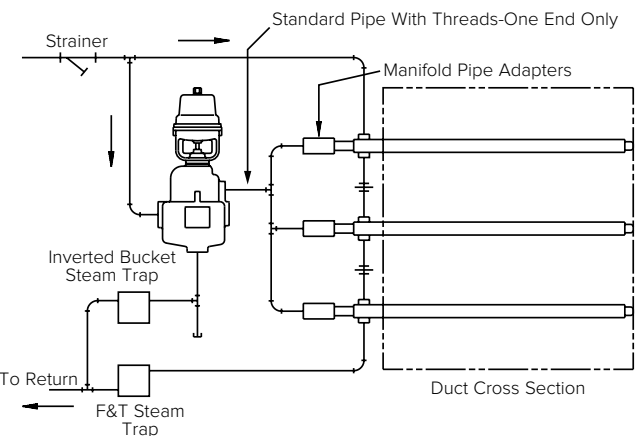 Standard Pipe With Threads-One End Only
Strainer
Manifold Pipe Adapters
Inverted Bucket
Steam Trap
To Return
F&T Steam
Trap
Duct Cross Section